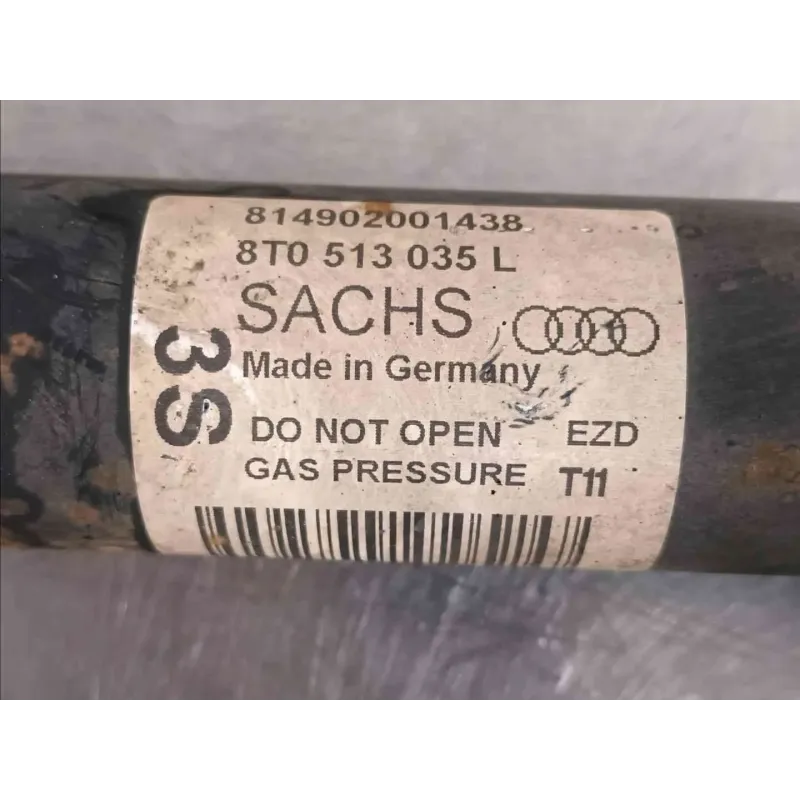 814902001438
8T0 513 035 L
SACHS
Made in Germany
3S
DO NOT OPEN EZD
GAS PRESSURE T11